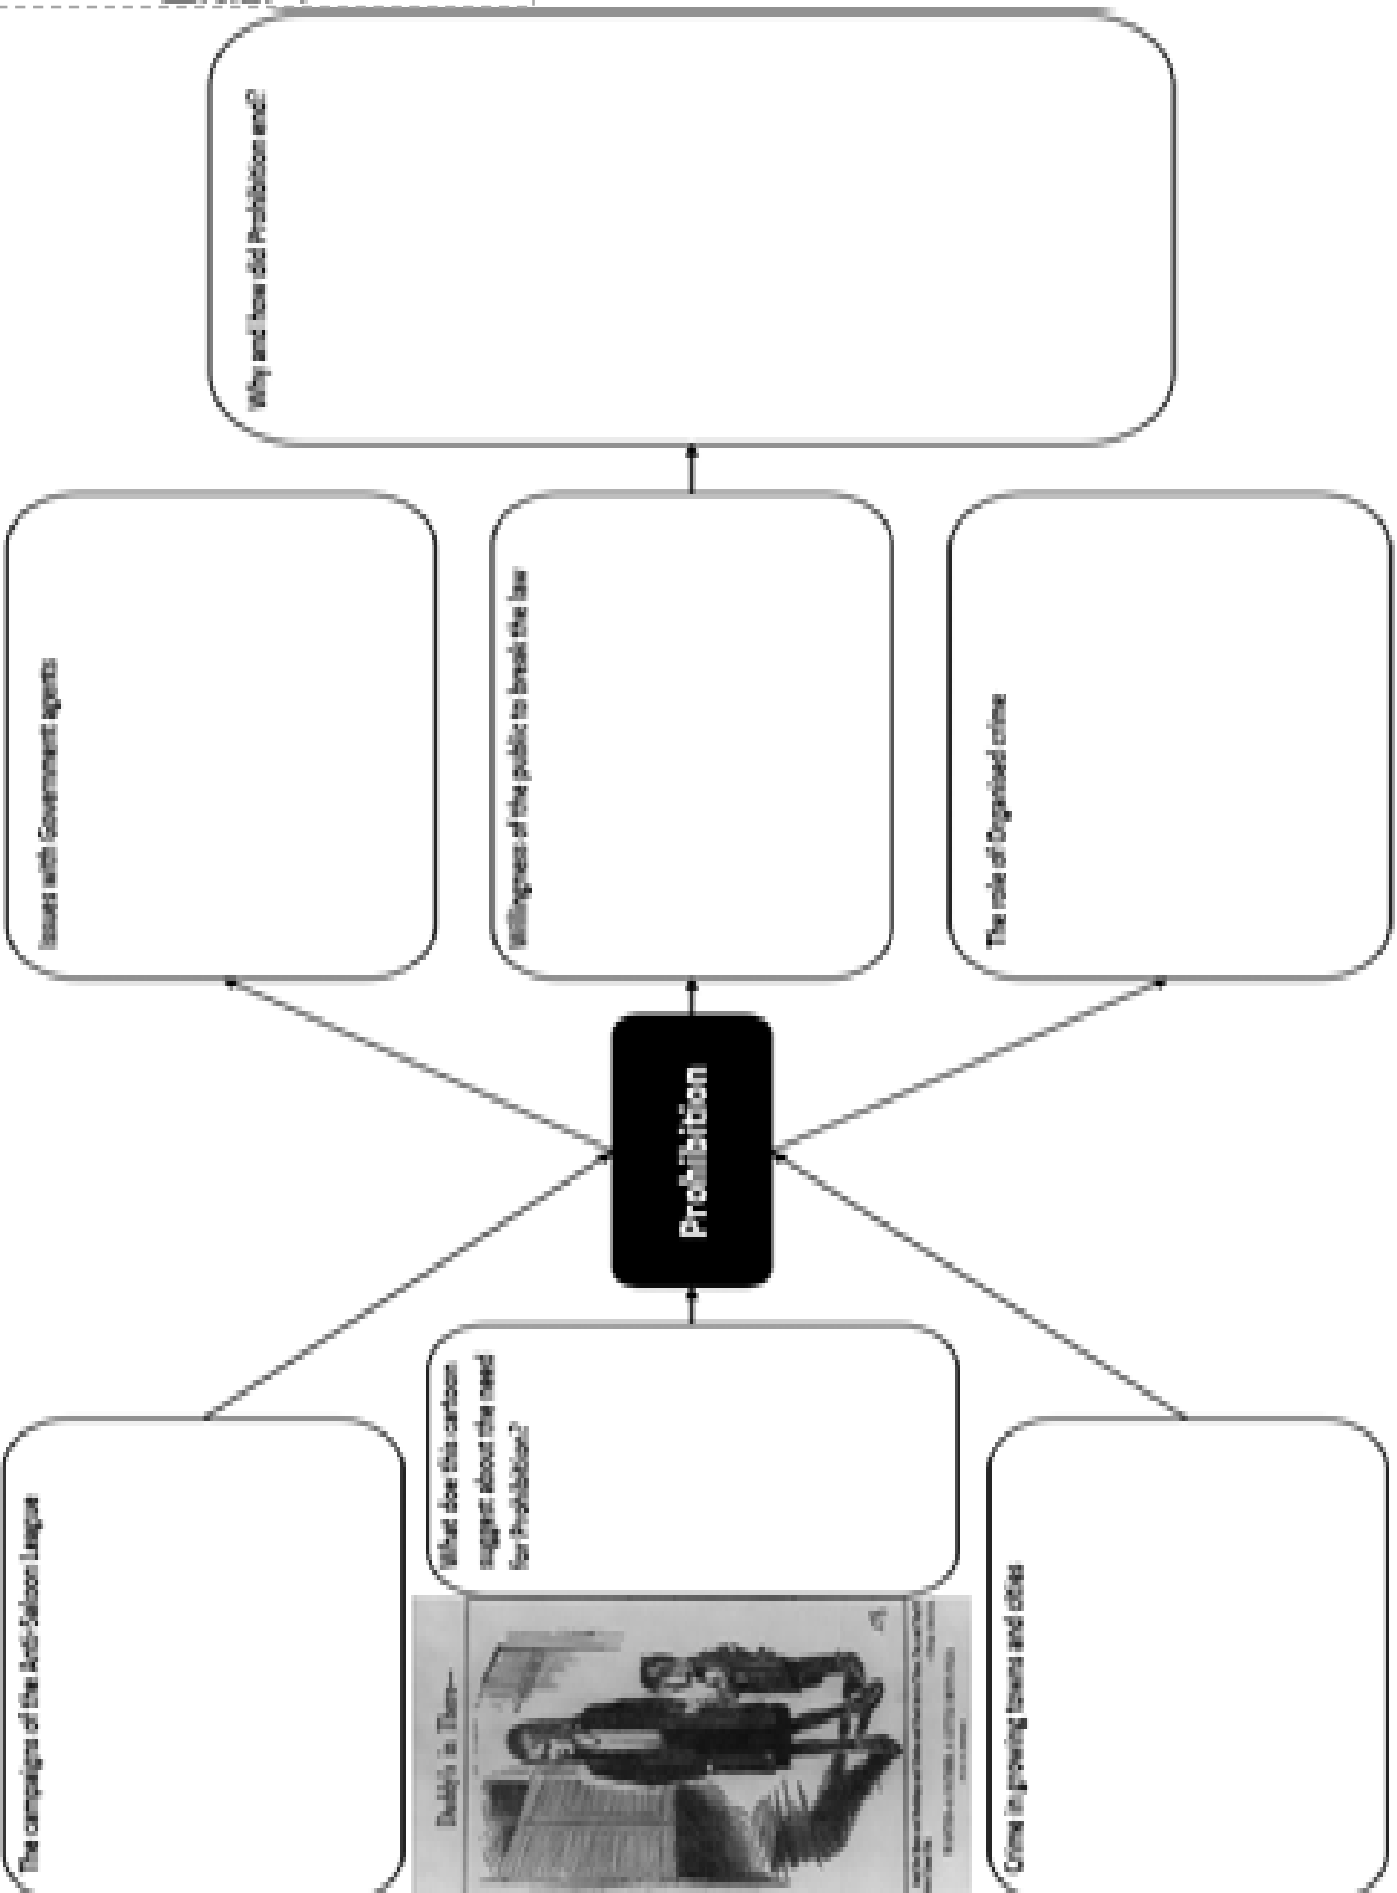 The campaigns of the Anti-Saloon League
Daddy's in There—
What doe this cartoon
suggest about the need
for Prohibition?
Crime in growing towns and cities
Prohibition
Issues with Government agents
Willingness of the public to break the law
The role of Organised crime
Why and how did Prohibition end?